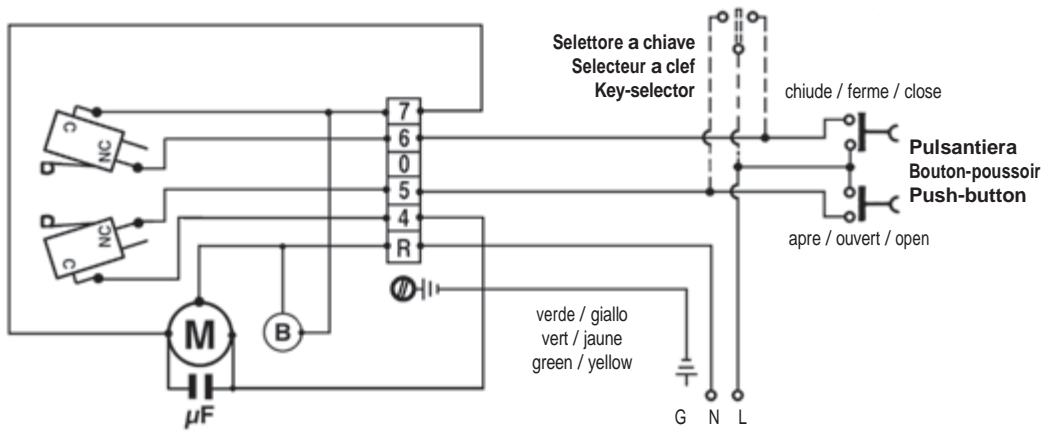 Selettore a chiave
Selecteur a clef
Key-selector
chiude / ferme / close
Pulsantiera
Bouton-poussoir
Push-button
apre / ouvert / open
C
NC
7
6
0
5
4
R
NC
C
M
B
µF
verde / giallo
vert / jaune
green / yellow
G N L